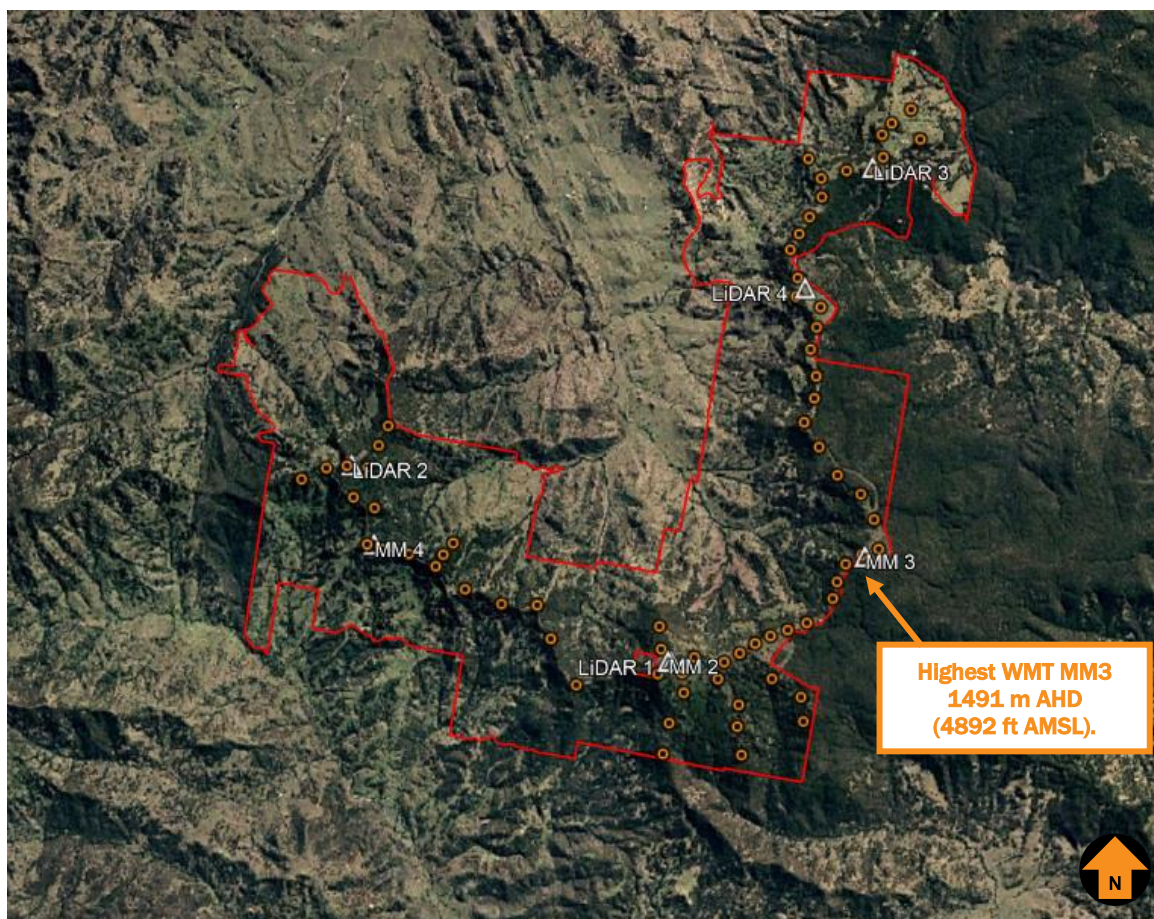 LiDAR 3
LiDAR 4
LiDAR 2
MM 4
MM 3
LiDAR 1
MM 2
Highest WMT MM3
1491 m AHD
(4892 ft AMSL).
N